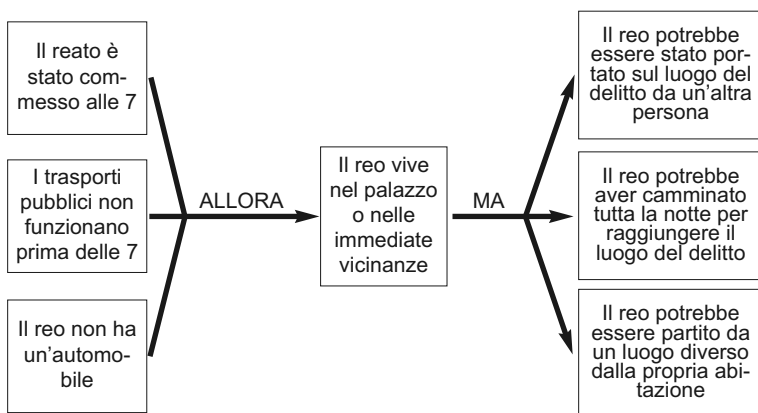 Il reato è
stato com-
messo alle 7
I trasporti
pubblici non
funzionano
prima delle 7
Il reo non ha
un'automo-
bile
ALLORA
Il reo vive
nel palazzo
o nelle
immediate
vicinanze
MA
Il reo potrebbe
essere stato por-
tato sul luogo del
delitto da un'altra
persona
Il reo potrebbe
aver camminato
tutta la notte per
raggiungere il
luogo del delitto
Il reo potrebbe
essere partito da
un luogo diverso
dalla propria abi-
tazione